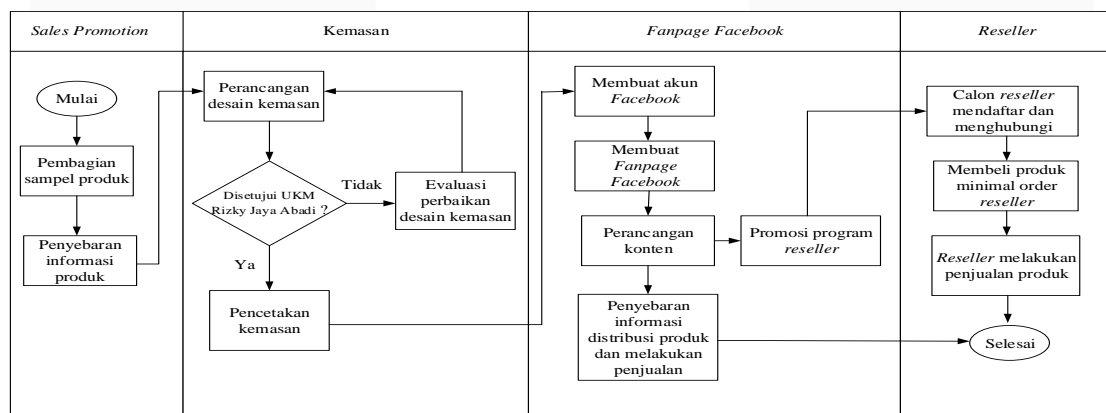 Sales Promotion
Kemasan
Fanpage Facebook
Reseller
Mulai
Pembagian
sampel produk
Penyebaran
informasi
produk
Perancangan
desain kemasan
Disetujui UKM
Rizky Jaya Abadi ?
Tidak
Evaluasi
perbaikan
desain kemasan
Ya
Pencetakan
kemasan
Membuat akun
Facebook
Membuat
Fanpage
Facebook
Perancangan
konten
Promosi program
reseller
Penyebaran
informasi
distribusi produk
dan melakukan
penjualan
Calon reseller
mendaftar dan
menghubungi
Membeli produk
minimal order
reseller
Reseller melakukan
penjualan produk
Selesai